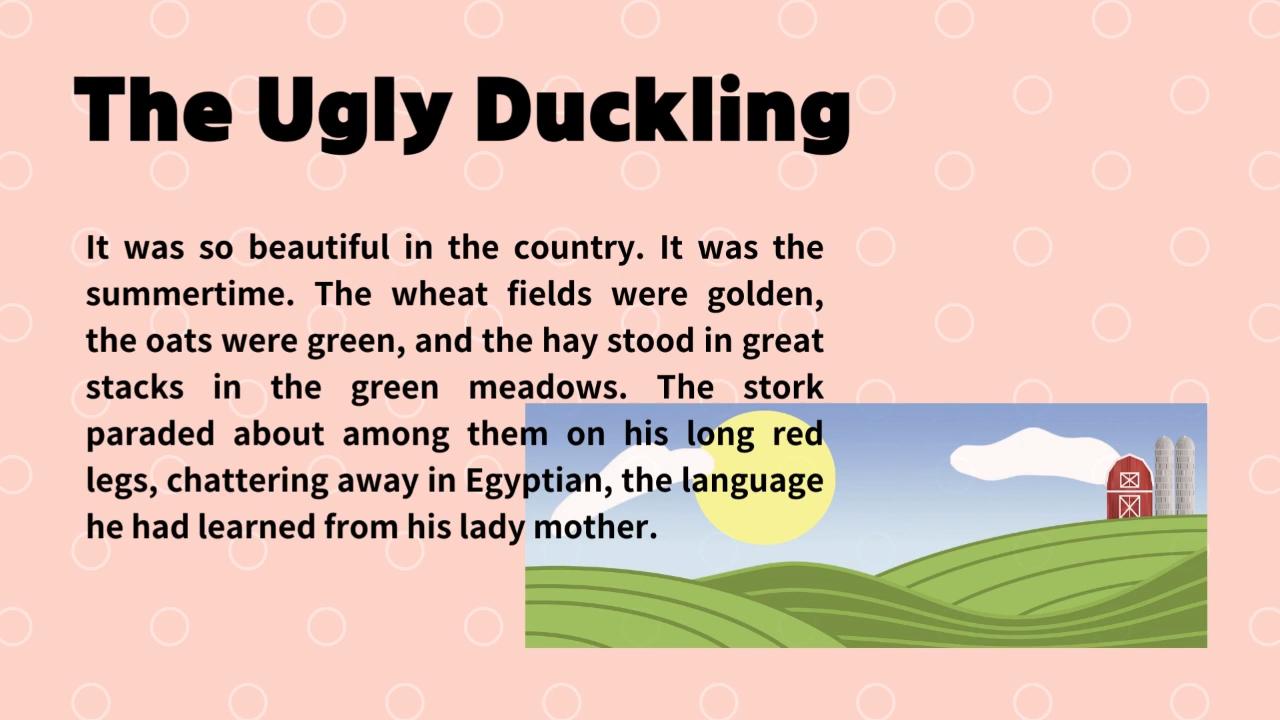 The Ugly Duckling
It was so beautiful in the country. It was the
summertime. The wheat fields were golden,
the oats were green, and the hay stood in great
stacks in the green meadows. The stork
paraded about among them on his long red
legs, chattering away in Egyptian, the language
he had learned from his lady mother.